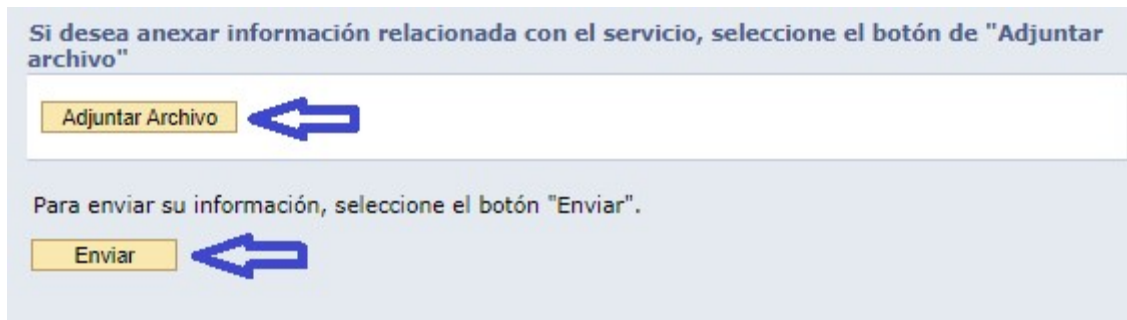 Si desea anexar información relacionada con el servicio, seleccione el botón de "Adjuntar
archivo"
Adjuntar Archivo
Para enviar su información, seleccione el botón "Enviar".
Enviar